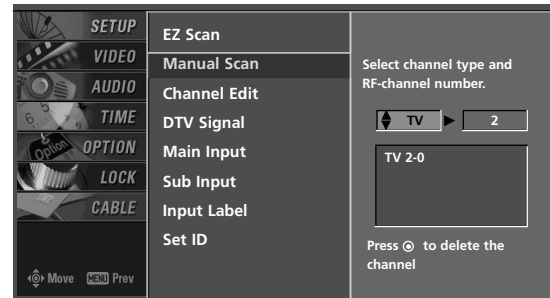 SETUP
VIDEO
AUDIO
TIME
OPTION
LOCK
CABLE
Move MENU Prev
EZ Scan
Manual Scan
Channel Edit
DTV Signal
Main Input
Sub Input
Input Label
Set ID
Select channel type and
RF-channel number.
TV 2
TV 2-0
Press to delete the
channel